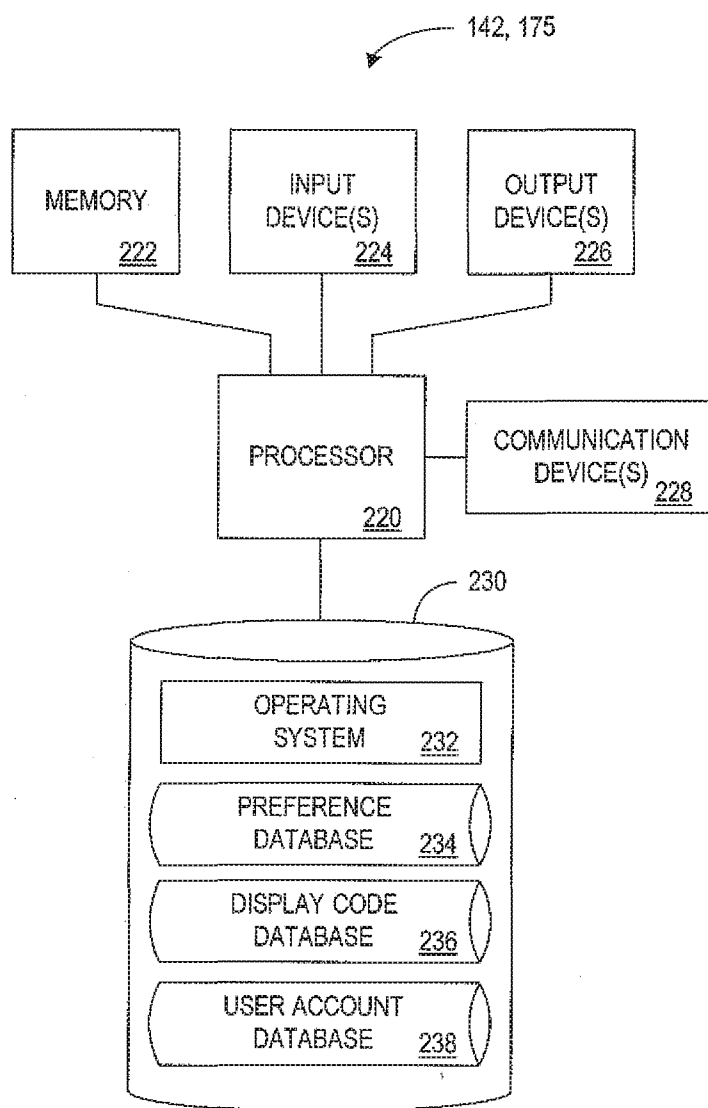 142, 175
MEMORY
222
INPUT
DEVICE(S)
224
OUTPUT
DEVICE(S)
226
PROCESSOR
220
COMMUNICATION
DEVICE(S)
228
230
OPERATING
SYSTEM
232
PREFERENCE
DATABASE
234
DISPLAY CODE
DATABASE
236
USER ACCOUNT
DATABASE
238